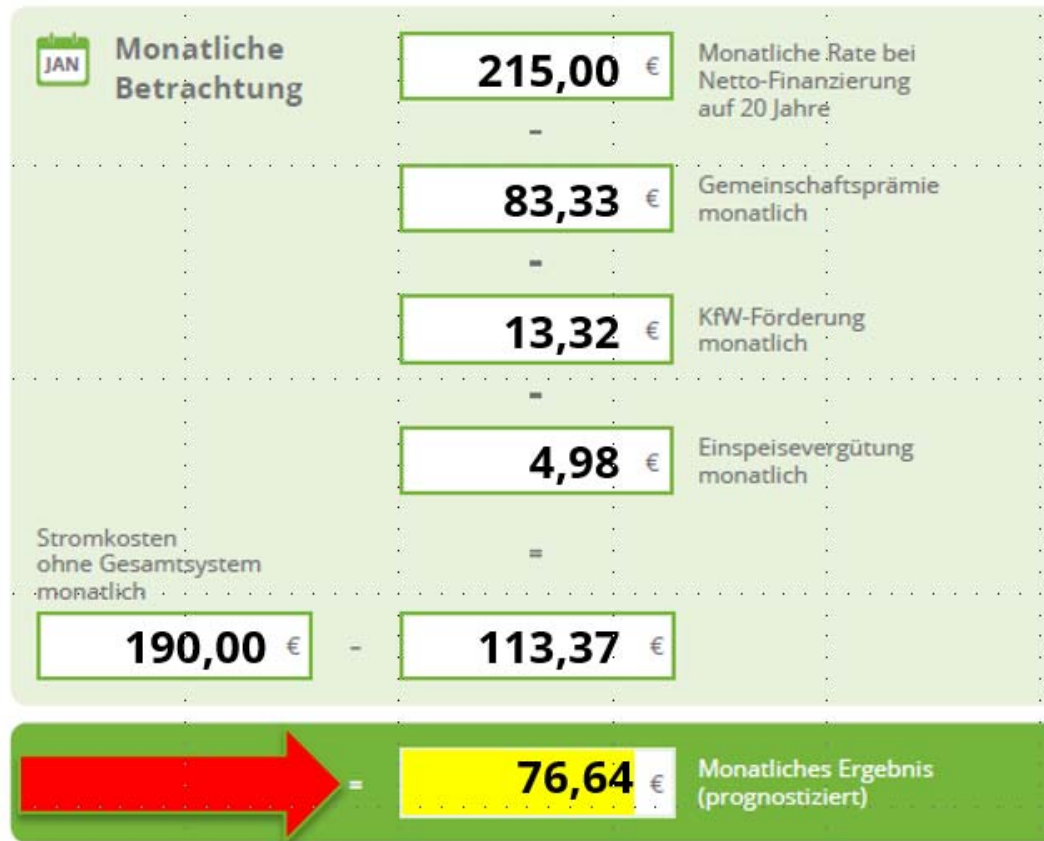 JAN
Monatliche
Betrachtung
215,00 €
Monatliche Rate bei
Netto-Finanzierung
auf 20 Jahre
-
83,33 €
Gemeinschaftsprämie
monatlich
-
13,32 €
KfW-Förderung
monatlich
-
4,98 €
Einspeisevergütung
monatlich
Stromkosten
ohne Gesamtsystem
monatlich
=
190,00 € - 113,37 €
= 76,64 €
Monatliches Ergebnis
(prognostiziert)